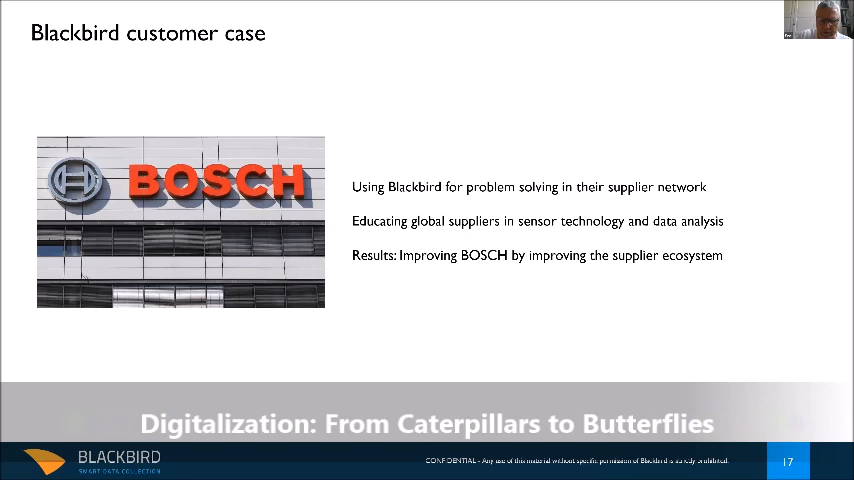 Blackbird customer case
BOSCH
Using Blackbird for problem solving in their supplier network
Educating global suppliers in sensor technology and data analysis
Results: Improving BOSCH by improving the supplier ecosystem
Digitalization: From Caterpillars to Butterflies
BLACKBIRD
SMART DATA COLLECTION
CONFIDENTIAL - Any use of this material without specific permission of Blackbird is strictly prohibited.
17